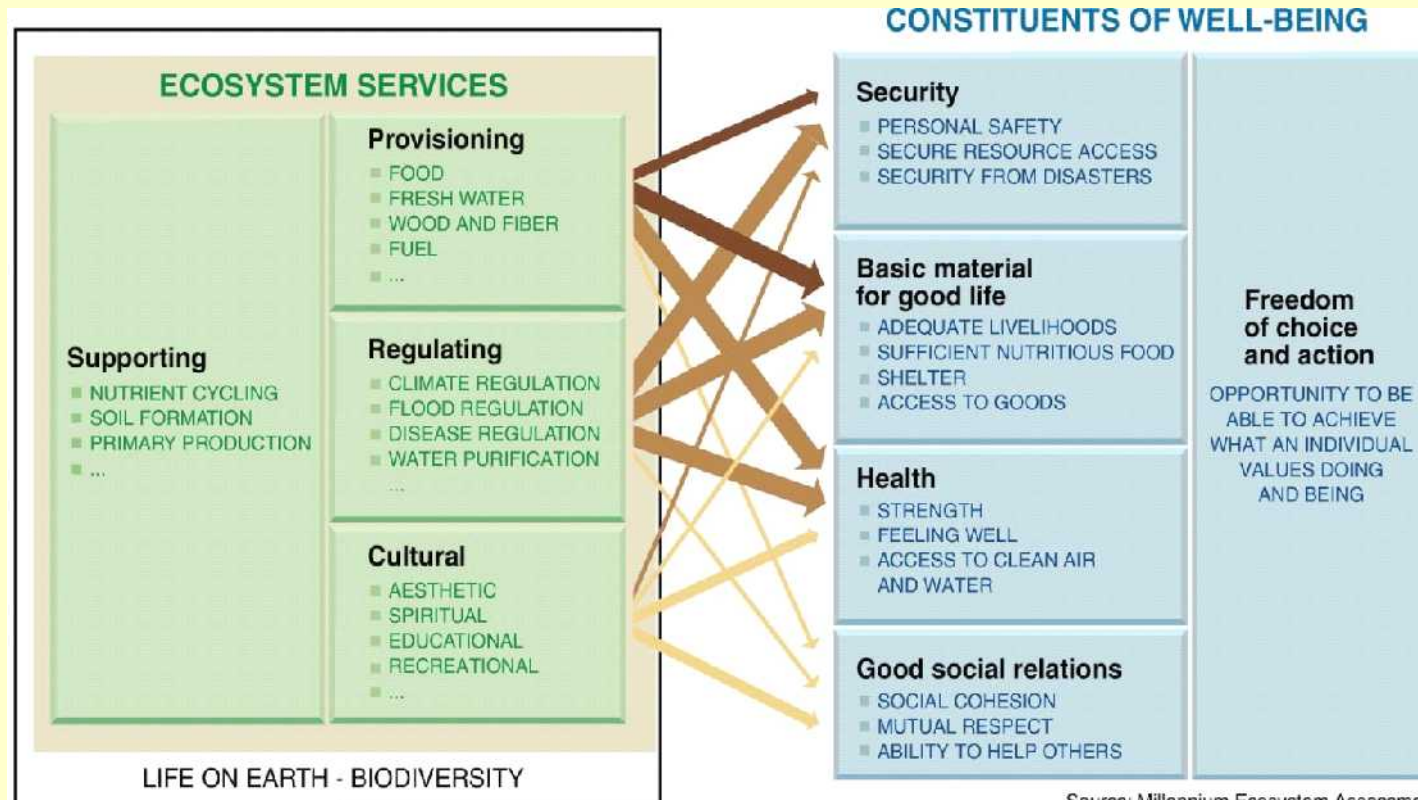 CONSTITUENTS OF WELL-BEING
ECOSYSTEM SERVICES
Supporting
NUTRIENT CYCLING
SOIL FORMATION
PRIMARY PRODUCTION
...
Provisioning
FOOD
FRESH WATER
WOOD AND FIBER
FUEL
...
Regulating
CLIMATE REGULATION
FLOOD REGULATION
DISEASE REGULATION
WATER PURIFICATION
...
Cultural
AESTHETIC
SPIRITUAL
EDUCATIONAL
RECREATIONAL
...
LIFE ON EARTH - BIODIVERSITY
Security
PERSONAL SAFETY
SECURE RESOURCE ACCESS
SECURITY FROM DISASTERS
Basic material
for good life
ADEQUATE LIVELIHOODS
SUFFICIENT NUTRITIOUS FOOD
SHELTER
ACCESS TO GOODS
Health
STRENGTH
FEELING WELL
ACCESS TO CLEAN AIR
AND WATER
Good social relations
SOCIAL COHESION
MUTUAL RESPECT
ABILITY TO HELP OTHERS
Freedom
of choice
and action
OPPORTUNITY TO BE
ABLE TO ACHIEVE
WHAT AN INDIVIDUAL
VALUES DOING
AND BEING
Source: Millennium Ecosystem